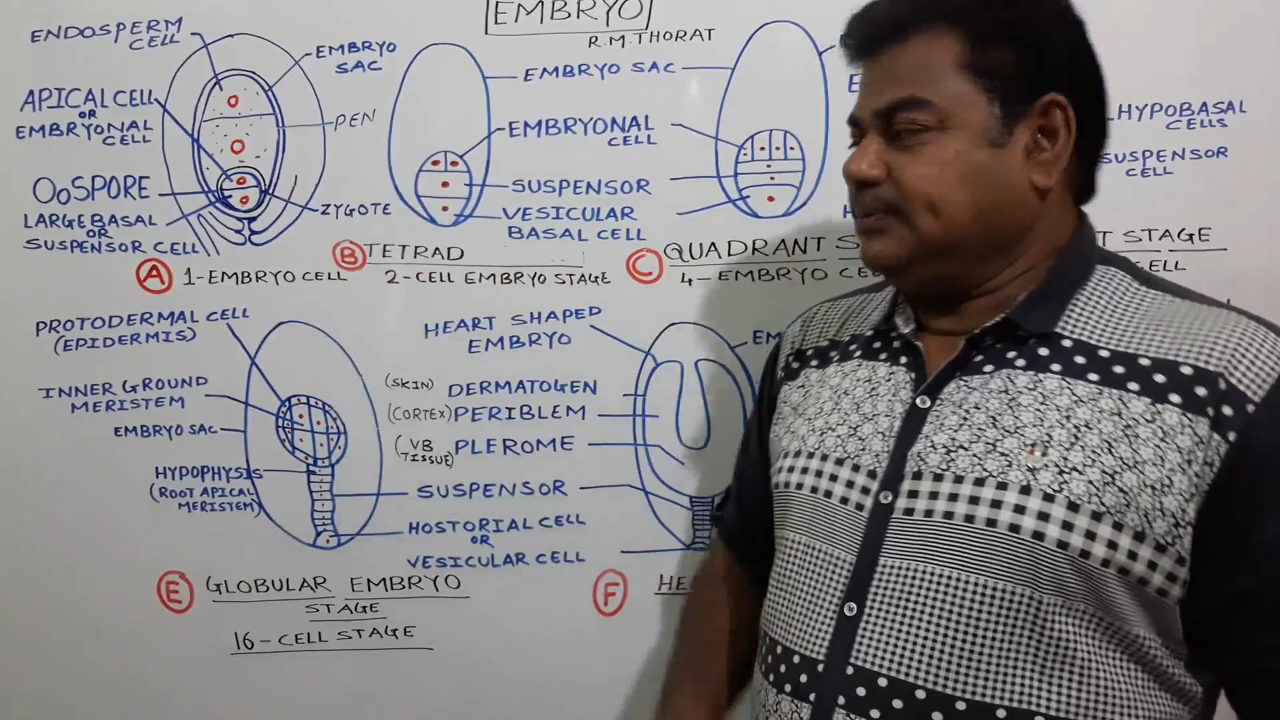 EMBRYO
R.M.THORAT
ENDOSPERM
CELL
EMBRYO
SAC
APICAL CELL
OR
EMBRYONAL
CELL
PEN
OoSPORE
LARGE BASAL
OR
SUSPENSOR CELL
ZYGOTE
A 1-EMBRYO CELL
EMBRYO SAC
EMBRYONAL
CELL
SUSPENSOR
VESICULAR
BASAL CELL
B TETRAD
2-CELL EMBRYO STAGE
C QUADRANT S
4-EMBRYO CE
HYPOBASAL
CELLS
SUSPENSOR
CELL
T STAGE
ELL
PROTODERMAL CELL
(EPIDERMIS)
INNER GROUND
MERISTEM
EMBRYO SAC
HYPOPHYSIS
(ROOT APICAL
MERISTEM)
E GLOBULAR EMBRYO
STAGE
16-CELL STAGE
HEART SHAPED
EMBRYO
EM
(SKIN) DERMATOGEN
(CORTEX) PERIBLEM
(VB TISSUE) PLEROME
SUSPENSOR
HOSTORIAL CELL
OR
VESICULAR CELL
F HE